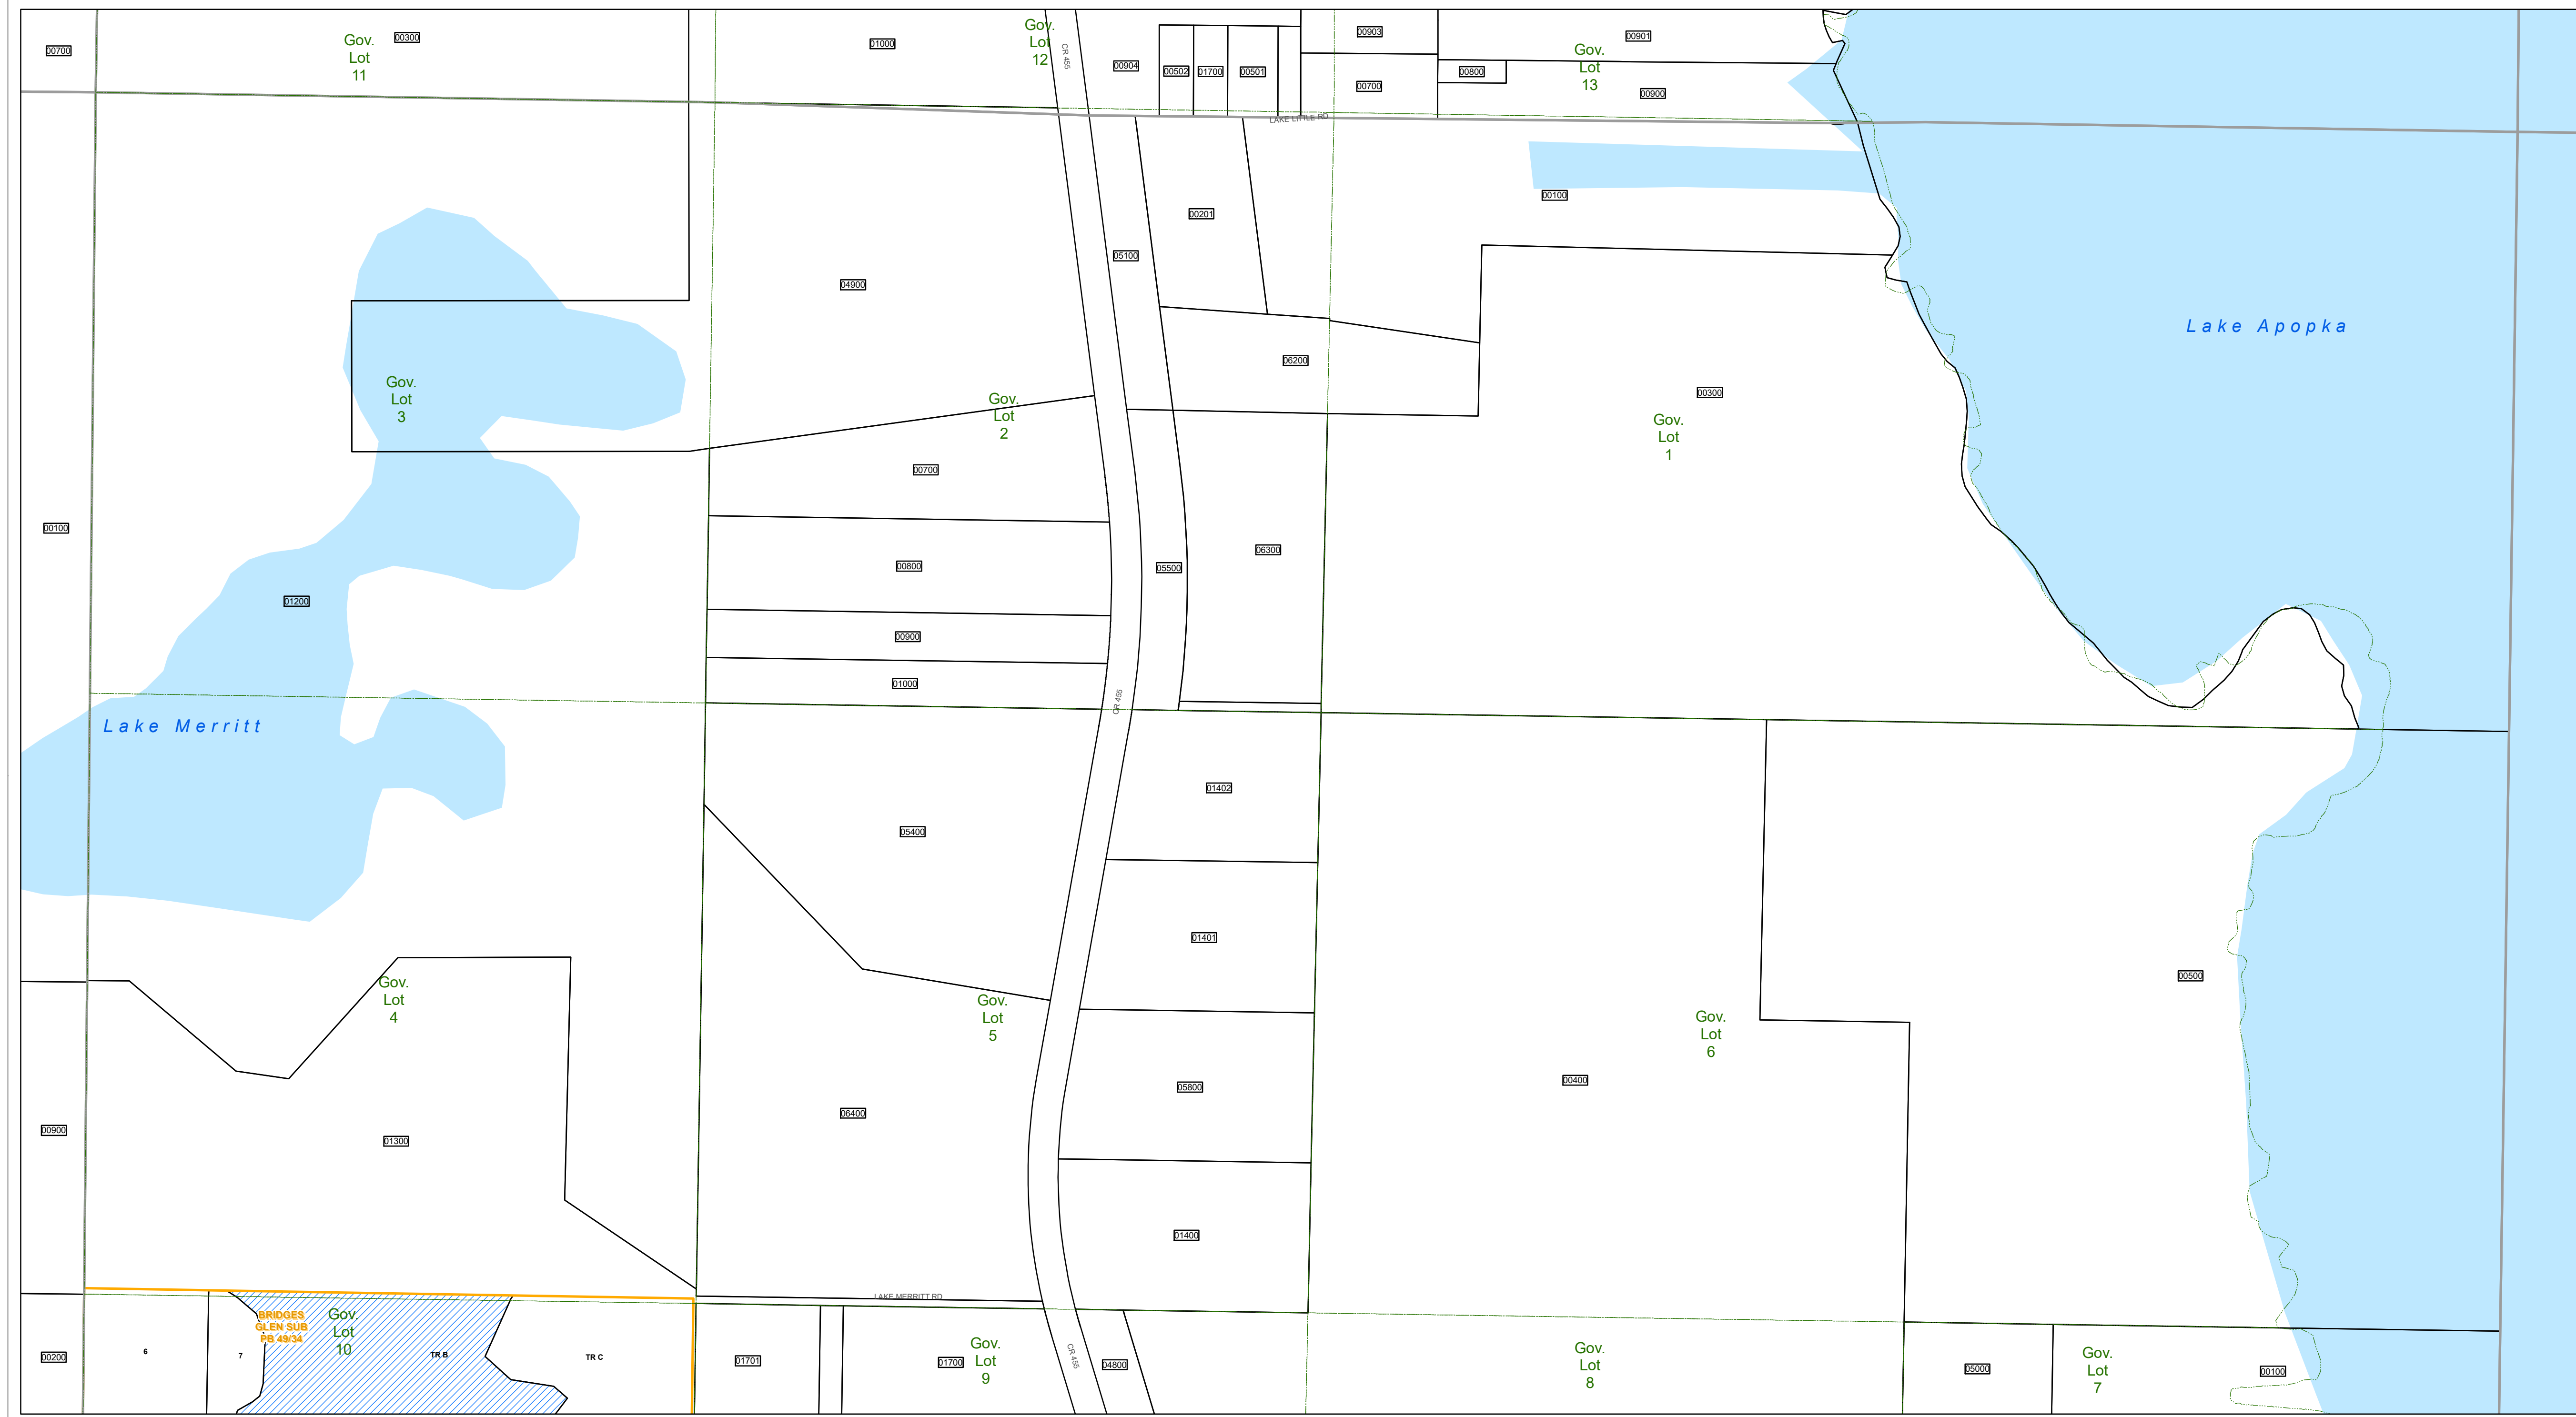 00700
Gov.
Lot
11
00300
01000
Gov.
Lot
12
CR 455
00904
00502
01700
00501
00903
00700
Gov.
Lot
13
00901
00800
00900
LAKE LITTLE RD
00201
00100
05100
04900
Lake Apopka
06200
Gov.
Lot
3
Gov.
Lot
2
00300
Gov.
Lot
1
00700
00100
06300
00800
05500
01200
00900
01000
CR 455
Lake Merritt
01402
05400
01401
00500
Gov.
Lot
4
Gov.
Lot
5
Gov.
Lot
6
00400
05800
06400
00900
01300
01400
LAKE MERRITT RD
BRIDGES
GLEN SUB
PB 49/34
Gov.
Lot
10
00200
6
7
TR B
TR C
01701
01700
Gov.
Lot
9
CR 455
04800
Gov.
Lot
8
05000
Gov.
Lot
7
00100